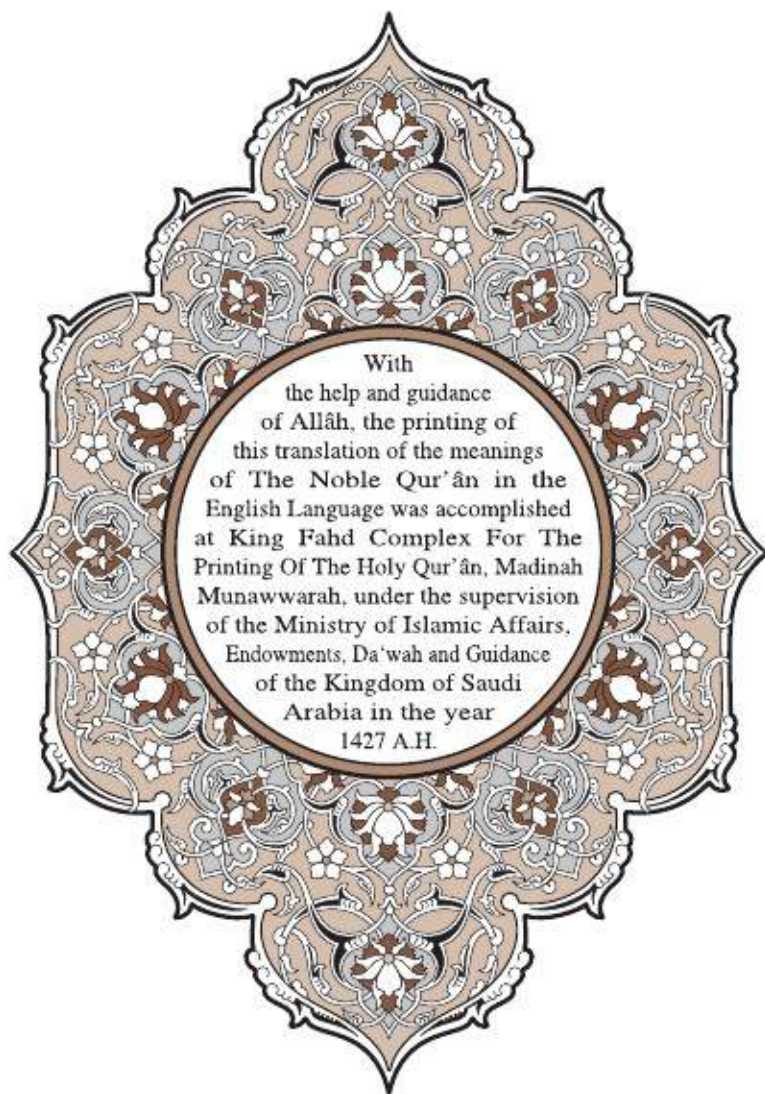 With
the help and guidance
of Allâh, the printing of
this translation of the meanings
of The Noble Qur’ân in the
English Language was accomplished
at King Fahd Complex For The
Printing Of The Holy Qur’ân, Madinah
Munawwarah, under the supervision
of the Ministry of Islamic Affairs,
Endowments, Da‘wah and Guidance
of the Kingdom of Saudi
Arabia in the year
1427 A.H.